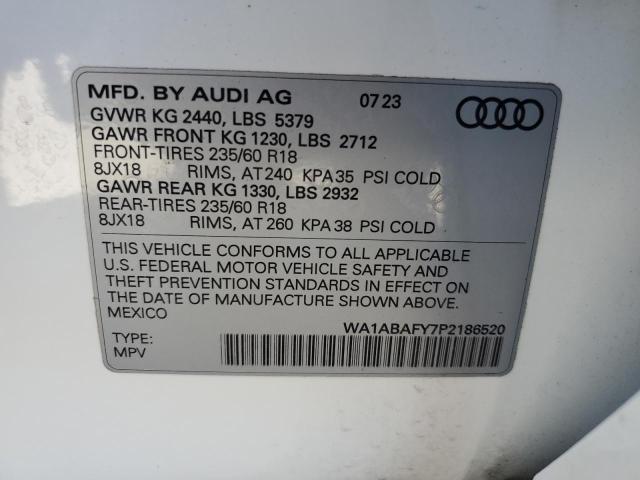 MFD. BY AUDI AG 07 23
GVWR KG 2440, LBS 5379
GAWR FRONT KG 1230, LBS 2712
FRONT-TIRES 235/60 R18
8JX18 RIMS, AT 240 KPA 35 PSI COLD
GAWR REAR KG 1330, LBS 2932
REAR-TIRES 235/60 R18
8JX18 RIMS, AT 260 KPA 38 PSI COLD
THIS VEHICLE CONFORMS TO ALL APPLICABLE
U.S. FEDERAL MOTOR VEHICLE SAFETY AND
THEFT PREVENTION STANDARDS IN EFFECT ON
THE DATE OF MANUFACTURE SHOWN ABOVE.
MEXICO
WA1ABAFY7P2186520
TYPE:
MPV